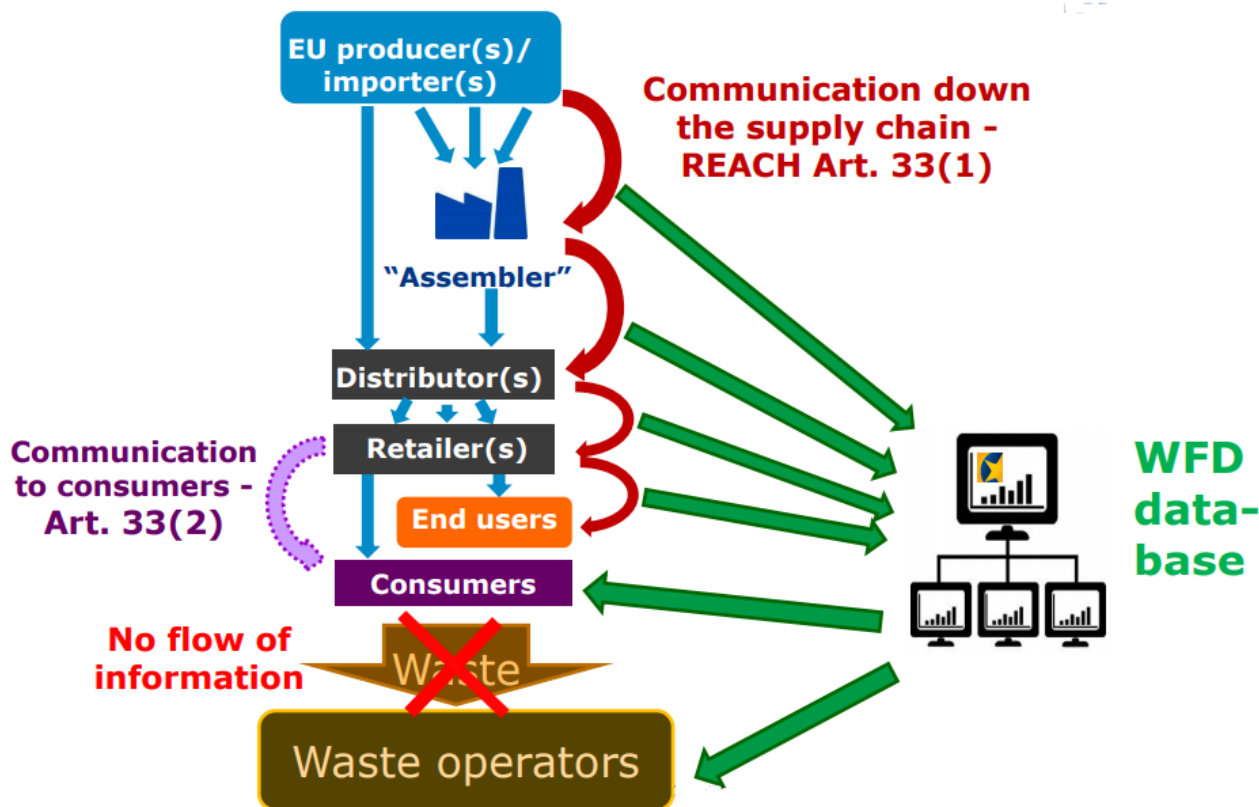 EU producer(s)/
importer(s)
Communication down
the supply chain -
REACH Art. 33(1)
“Assembler”
Distributor(s)
Retailer(s)
Communication
to consumers -
Art. 33(2)
End users
Consumers
WFD
data-
base
No flow of
information
Waste
Waste operators